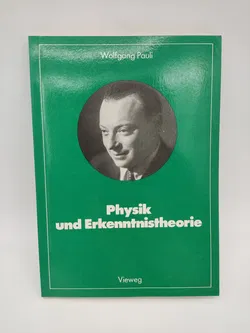 Wolfgang Pauli
Physik
und Erkenntnistheorie
Vieweg